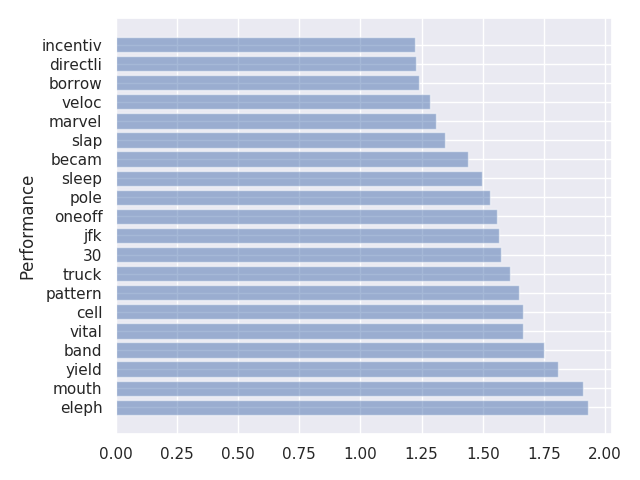 incentiv
directli
borrow
veloc
marvel
slap
becam
sleep
pole
oneoff
jfk
30
truck
pattern
cell
vital
band
yield
mouth
eleph
Performance
0.00 0.25 0.50 0.75 1.00 1.25 1.50 1.75 2.00